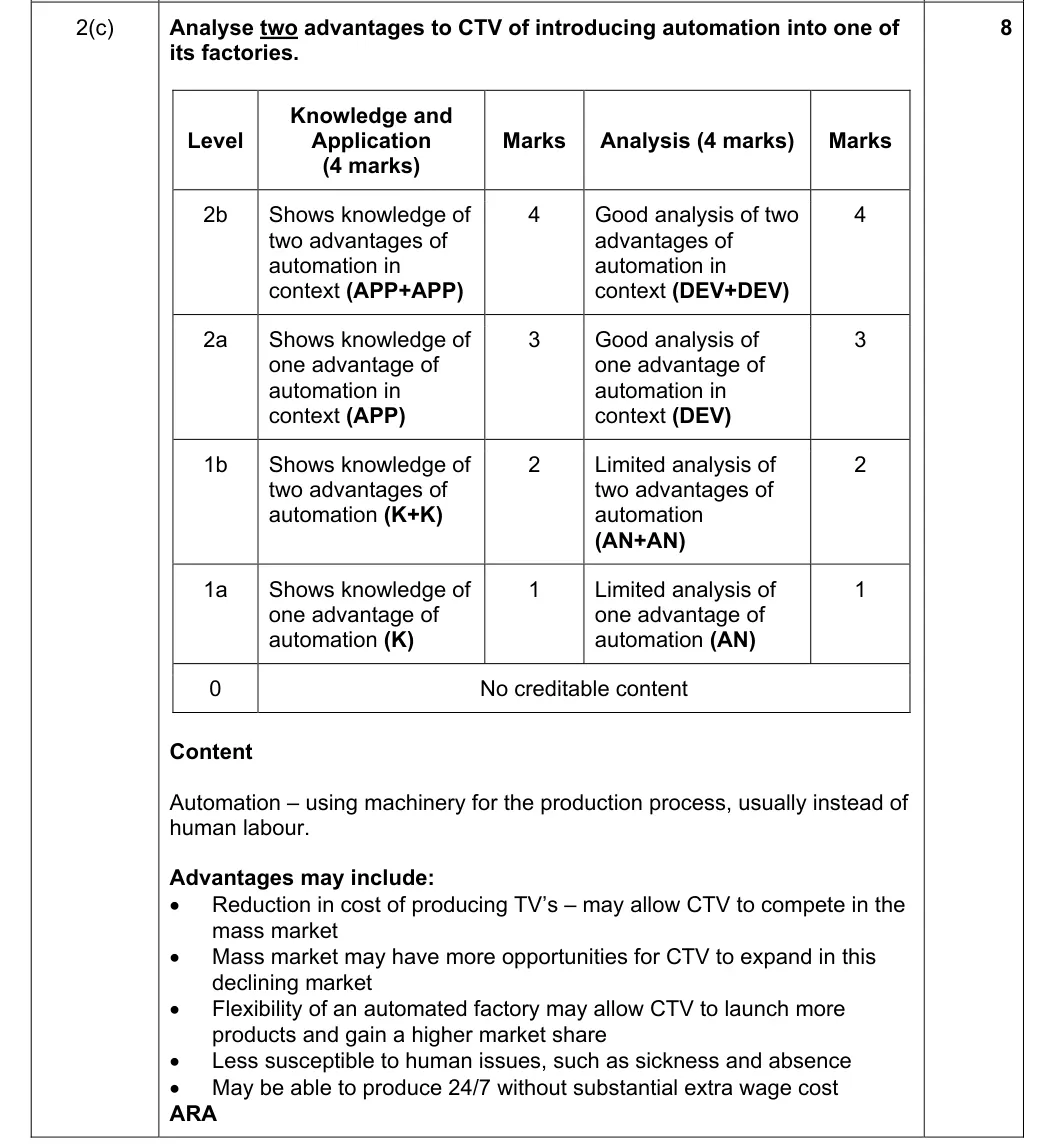 2(c) Analyse two advantages to CTV of introducing automation into one of 8
its factories.
Level Knowledge and Application (4 marks) Marks Analysis (4 marks) Marks
2b Shows knowledge of 4 Good analysis of two 4
two advantages of advantages of
automation in automation in
context (APP+APP) context (DEV+DEV)
2a Shows knowledge of 3 Good analysis of 3
one advantage of one advantage of
automation in automation in
context (APP) context (DEV)
1b Shows knowledge of 2 Limited analysis of 2
two advantages of two advantages of
automation (K+K) automation
(AN+AN)
1a Shows knowledge of 1 Limited analysis of 1
one advantage of one advantage of
automation (K) automation (AN)
0 No creditable content
Content
Automation – using machinery for the production process, usually instead of
human labour.
Advantages may include:
• Reduction in cost of producing TV's – may allow CTV to compete in the
mass market
• Mass market may have more opportunities for CTV to expand in this
declining market
• Flexibility of an automated factory may allow CTV to launch more
products and gain a higher market share
• Less susceptible to human issues, such as sickness and absence
• May be able to produce 24/7 without substantial extra wage cost
ARA